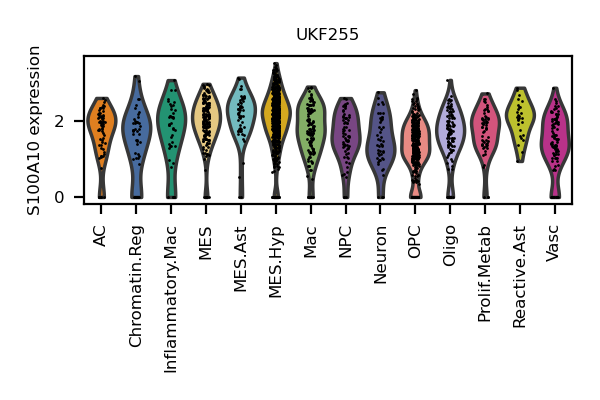 UKF255
S100A10 expression
2
0
AC
Chromatin.Reg
Inflammatory.Mac
MES
MES.Ast
MES.Hyp
Mac
NPC
Neuron
OPC
Oligo
Prolif.Metab
Reactive.Ast
Vasc